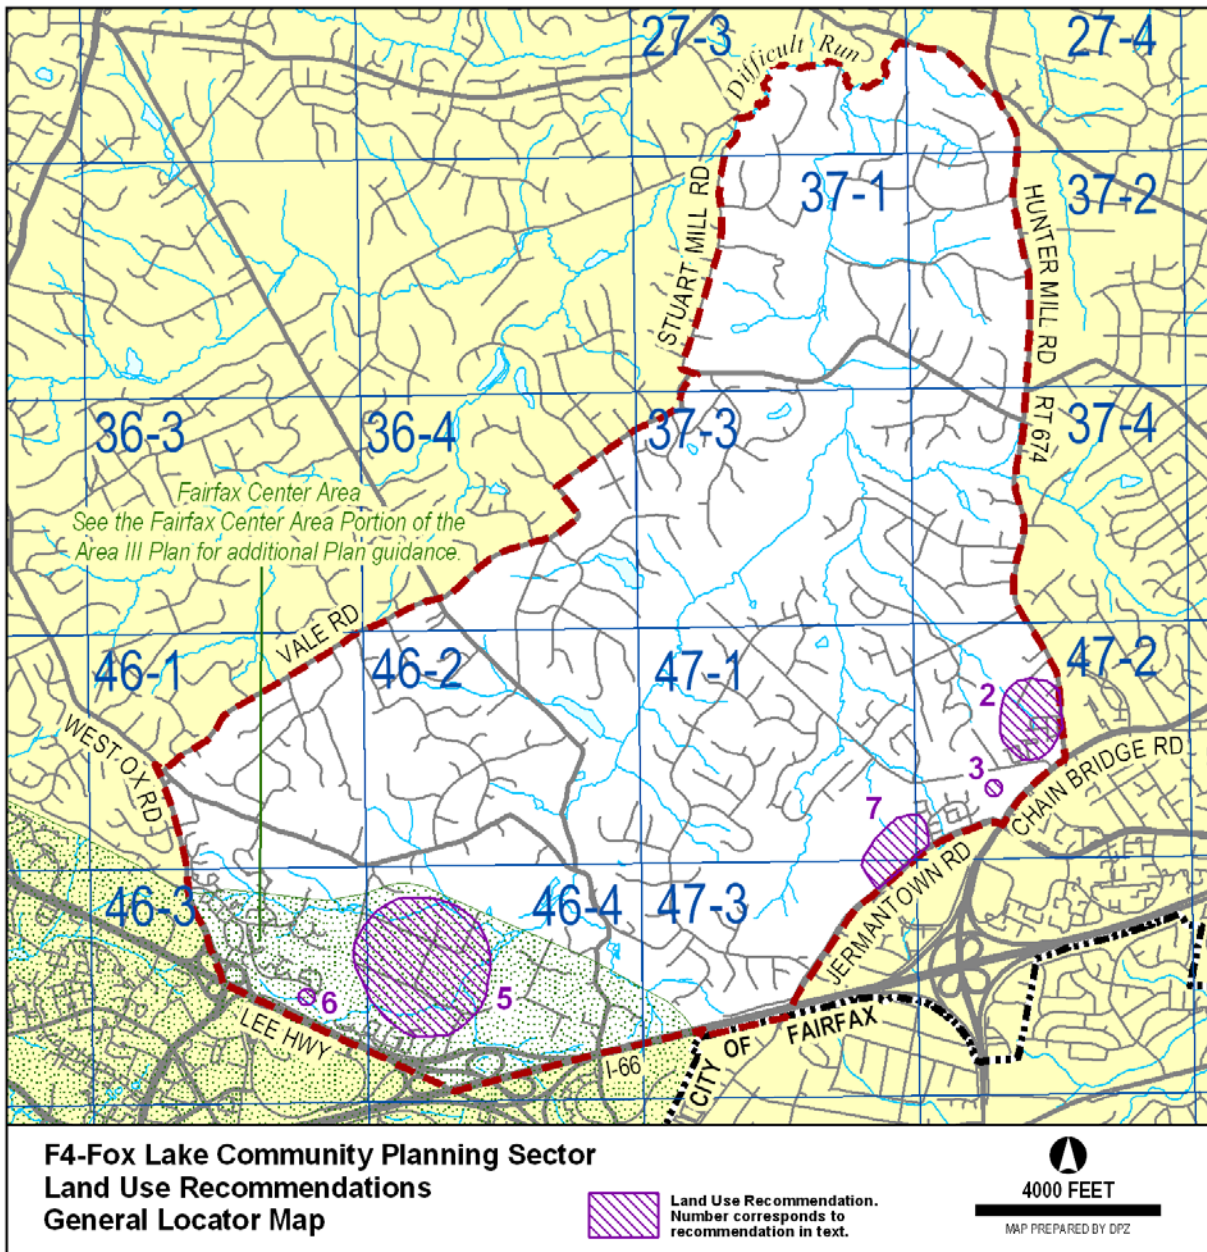 27-3
27-4
Difficult Run
37-1
37-2
STUART MILL RD
HUNTER MILL RD RT 674
36-3
36-4
37-3
37-4
Fairfax Center Area
See the Fairfax Center Area Portion of the
Area III Plan for additional Plan guidance.
VALE RD
46-1
46-2
47-1
47-2
2
WEST OX RD
3
CHAIN BRIDGE RD
7
JERMANTOWN RD
46-3
46-4
47-3
6
5
LEE HWY
I-66
CITY OF FAIRFAX
F4-Fox Lake Community Planning Sector
Land Use Recommendations
General Locator Map
Land Use Recommendation.
Number corresponds to
recommendation in text.
4000 FEET
MAP PREPARED BY DPZ